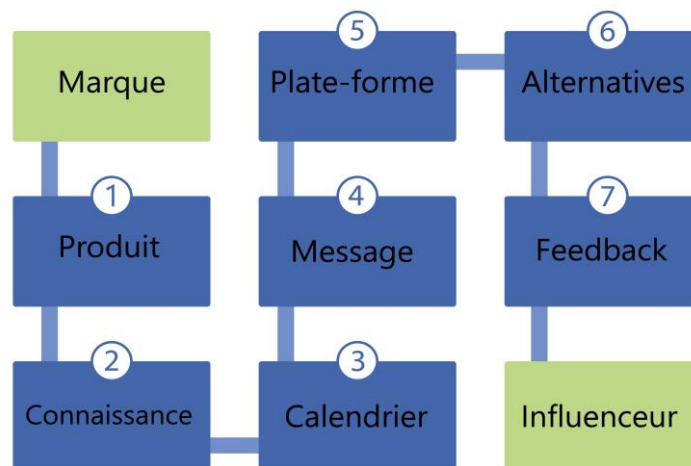 Marque
1
Produit
2
Connaissance
3
Calendrier
4
Message
5
Plate-forme
6
Alternatives
7
Feedback
Influenceur